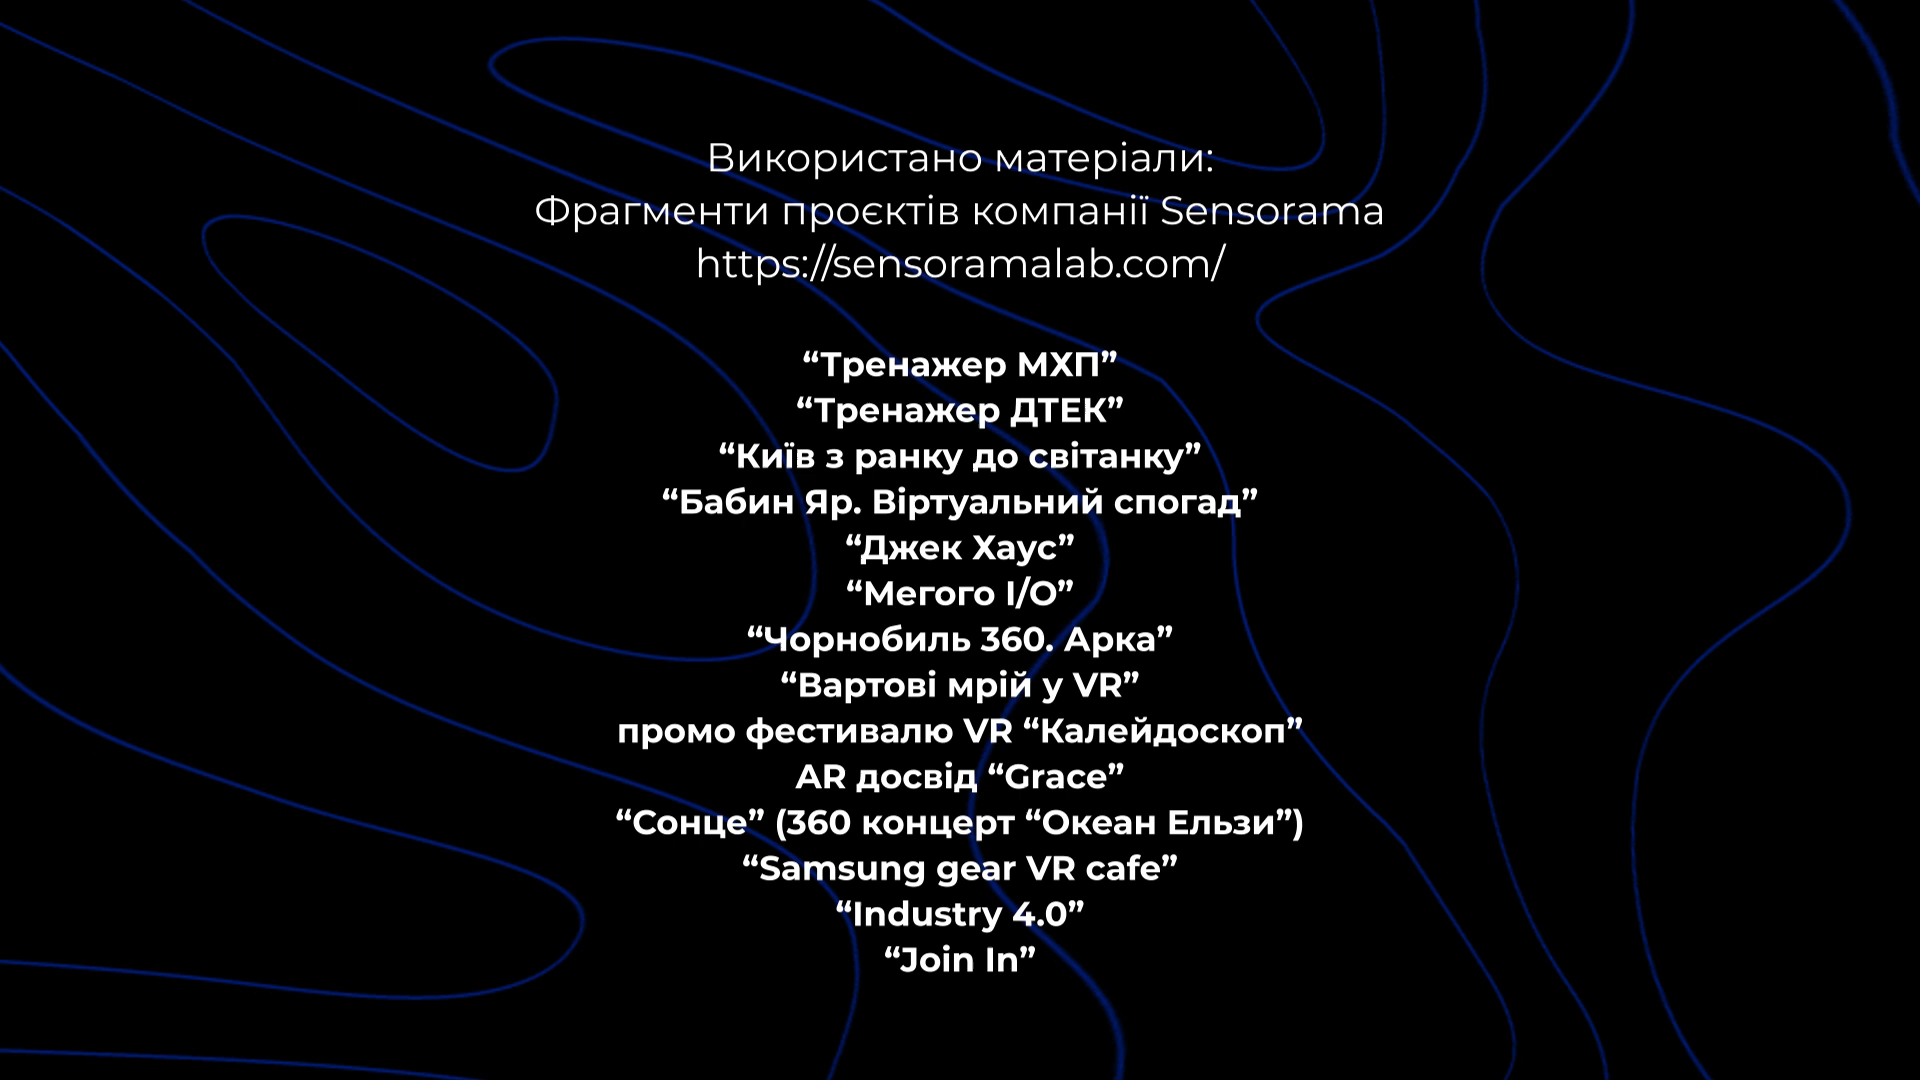 Використано матеріали:
Фрагменти проєктів компанії Sensorama
https://sensoramalab.com/
“Тренажер МХП”
“Тренажер ДТЕК”
“Київ з ранку до світанку”
“Бабин Яр. Віртуальний спогад”
“Джек Хаус”
“Мегого I/O”
“Чорнобиль 360. Арка”
“Вартові мрій у VR”
промо фестивалю VR “Калейдоскоп”
AR досвід “Grace”
“Сонце” (360 концерт “Океан Ельзи”)
“Samsung gear VR cafe”
“Industry 4.0”
“Join In”